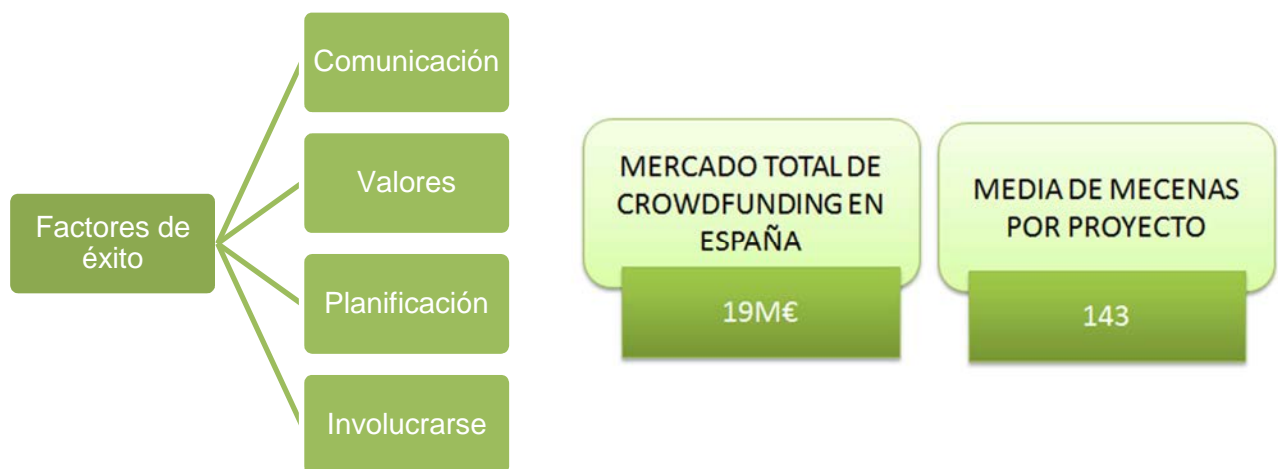 Factores de
éxito
Comunicación
Valores
Planificación
Involucrarse
MERCADO TOTAL DE
CROWDFUNDING EN
ESPAÑA
19M€
MEDIA DE MECENAS
POR PROYECTO
143